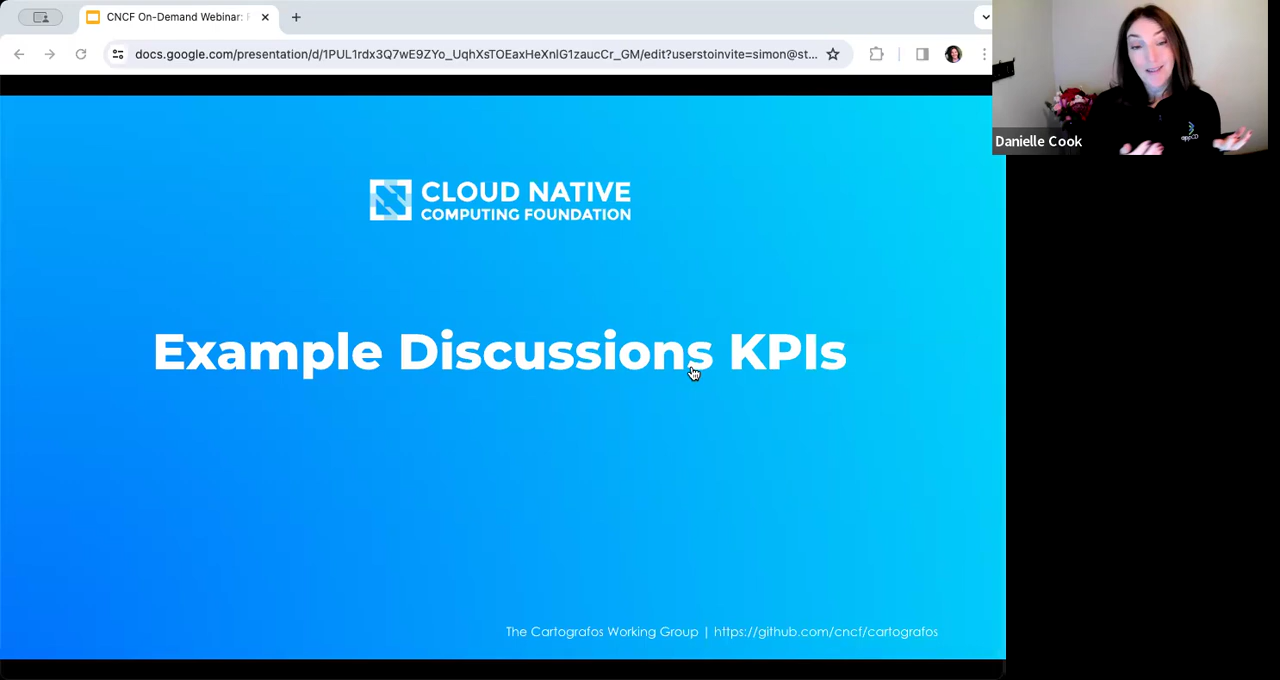 CNCF On-Demand Webinar:
docs.google.com/presentation/d/1PUL1rdx3Q7wE9ZYo_UqhXsTOEaxHeXnlG1zaucCr_GM/edit?userstoinvite=simon@st...
Danielle Cook
appCD
CLOUD NATIVE
COMPUTING FOUNDATION
Example Discussions KPIs
The Cartografos Working Group | https://github.com/cncf/cartografos